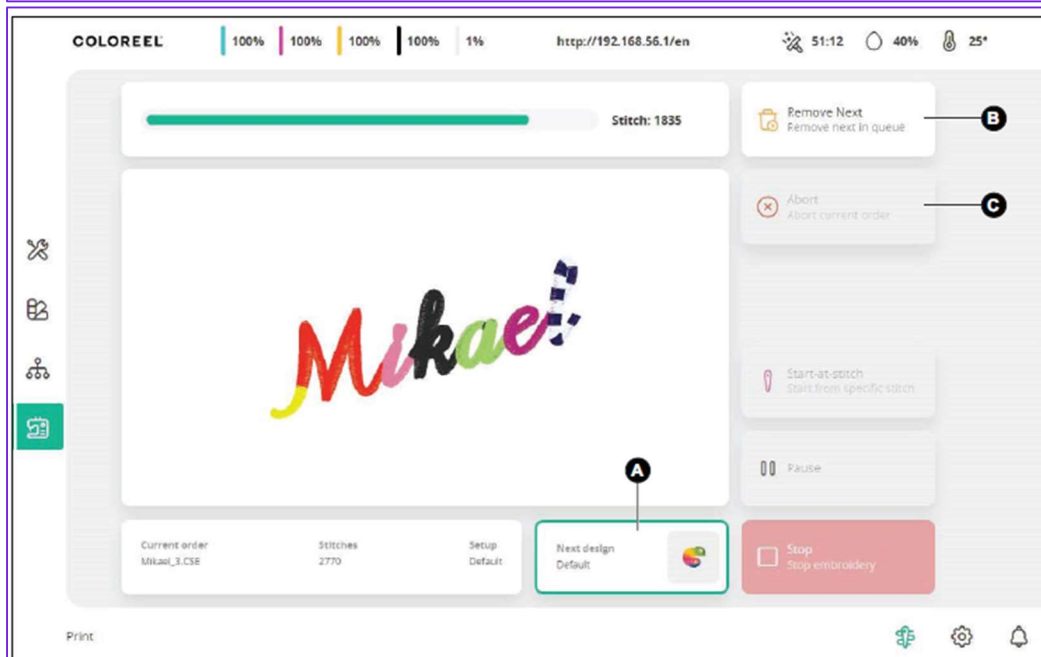 COLOREEL 100% 100% 100% 100% 1% http://192.168.56.1/en 51:12 40% 25°
Stitch: 1835
Remove Next
Remove next in queue
B
Abort
Abort current order
C
Mikael
Start-at-stitch
Start from specific stitch
Pause
A
Current order Stitches Setup
Mikael_3.CSE 2770 Default
Next design
Default
Stop
Stop embroidery
Print